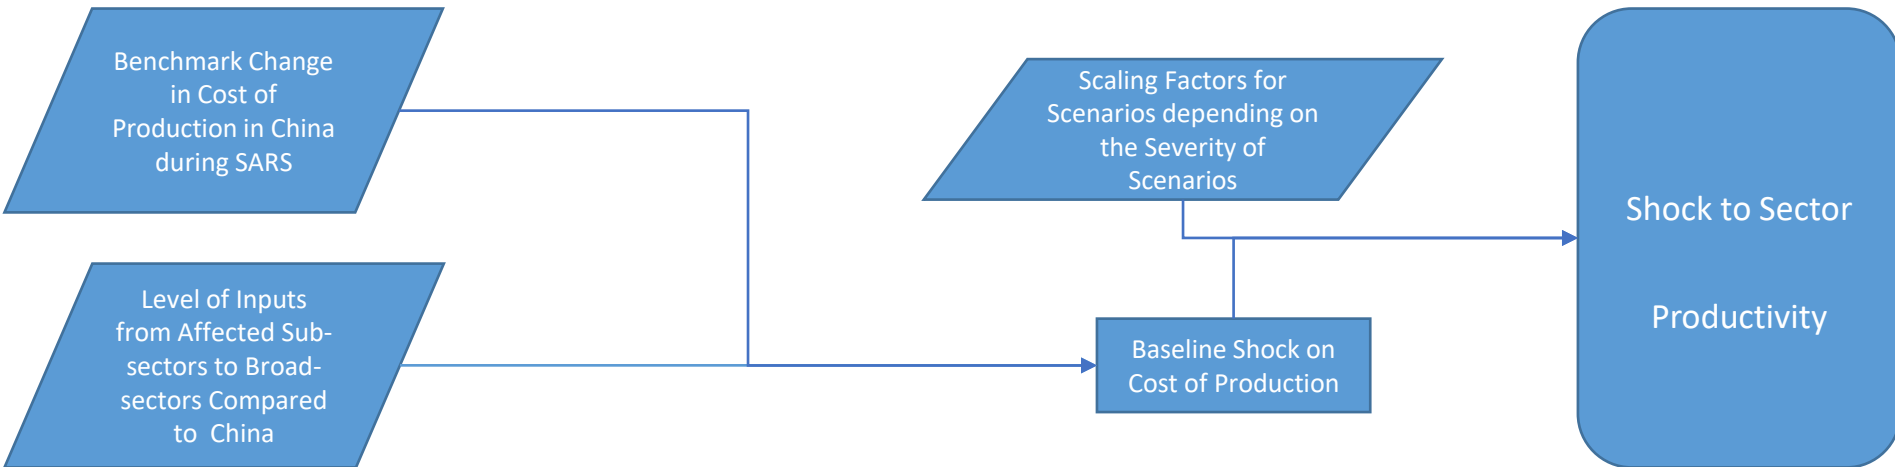 Benchmark Change
in Cost of
Production in China
during SARS
Level of Inputs
from Affected Sub-
sectors to Broad-
sectors Compared
to China
Scaling Factors for
Scenarios depending on
the Severity of
Scenarios
Baseline Shock on
Cost of Production
Shock to Sector
Productivity